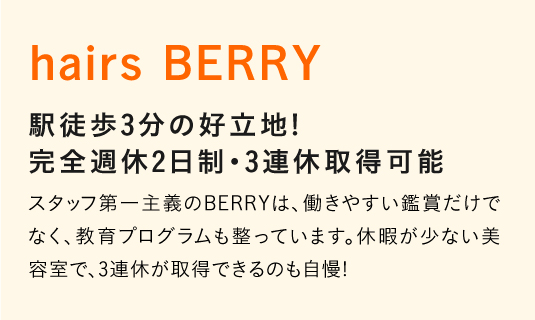 hairs BERRY
駅徒歩3分の好立地!
完全週休2日制・3連休取得可能
スタッフ第一主義のBERRYは、働きやすい鑑賞だけで
なく、教育プログラムも整っています。休暇が少ない美
容室で、3連休が取得できるのも自慢!